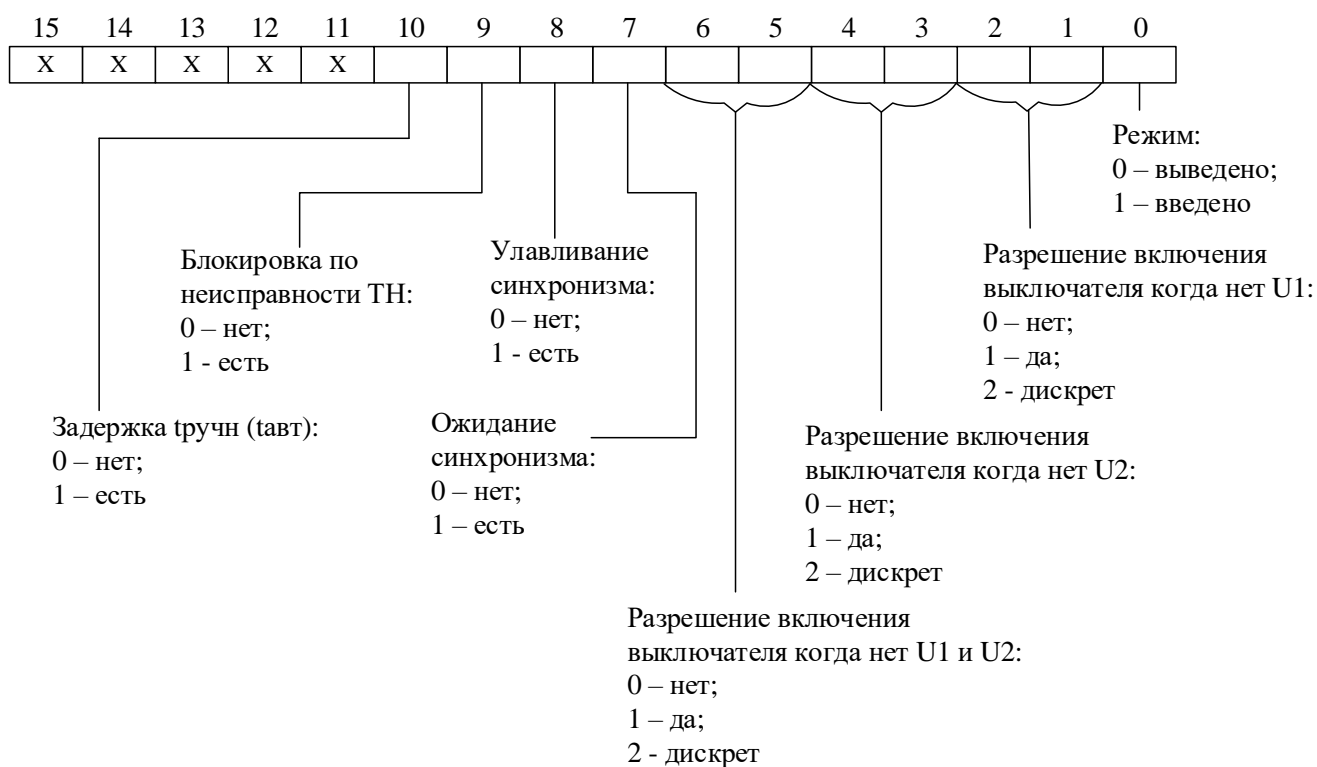 15 14 13 12 11 10 9 8 7 6 5 4 3 2 1 0
X X X X X
Режим:
0 – выведено;
1 – введено
Разрешение включения
выключателя когда нет U1:
0 – нет;
1 – да;
2 - дискрет
Блокировка по
неисправности ТН:
0 – нет;
1 - есть
Улавливание
синхронизма:
0 – нет;
1 - есть
Задержка tручн (tавт):
0 – нет;
1 – есть
Ожидание
синхронизма:
0 – нет;
1 – есть
Разрешение включения
выключателя когда нет U2:
0 – нет;
1 – да;
2 – дискрет
Разрешение включения
выключателя когда нет U1 и U2:
0 – нет;
1 – да;
2 - дискрет